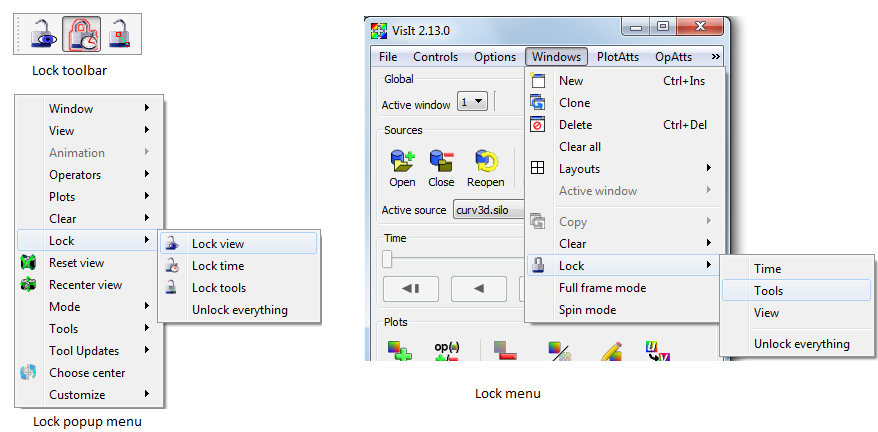 Lock toolbar
Window
View
Animation
Operators
Plots
Clear
Lock
Reset view
Recenter view
Mode
Tools
Tool Updates
Choose center
Customize
Lock view
Lock time
Lock tools
Unlock everything
Lock popup menu
VisIt 2.13.0
File Controls Options Windows PlotAtts OpAtts »
Global
Active window 1
Sources
Open Close Reopen
Active source curv3d.silo
Time
Plots
op(u)
New Ctrl+Ins
Clone
Delete Ctrl+Del
Clear all
Layouts
Active window
Copy
Clear
Lock
Full frame mode
Spin mode
Time
Tools
View
Unlock everything
Lock menu